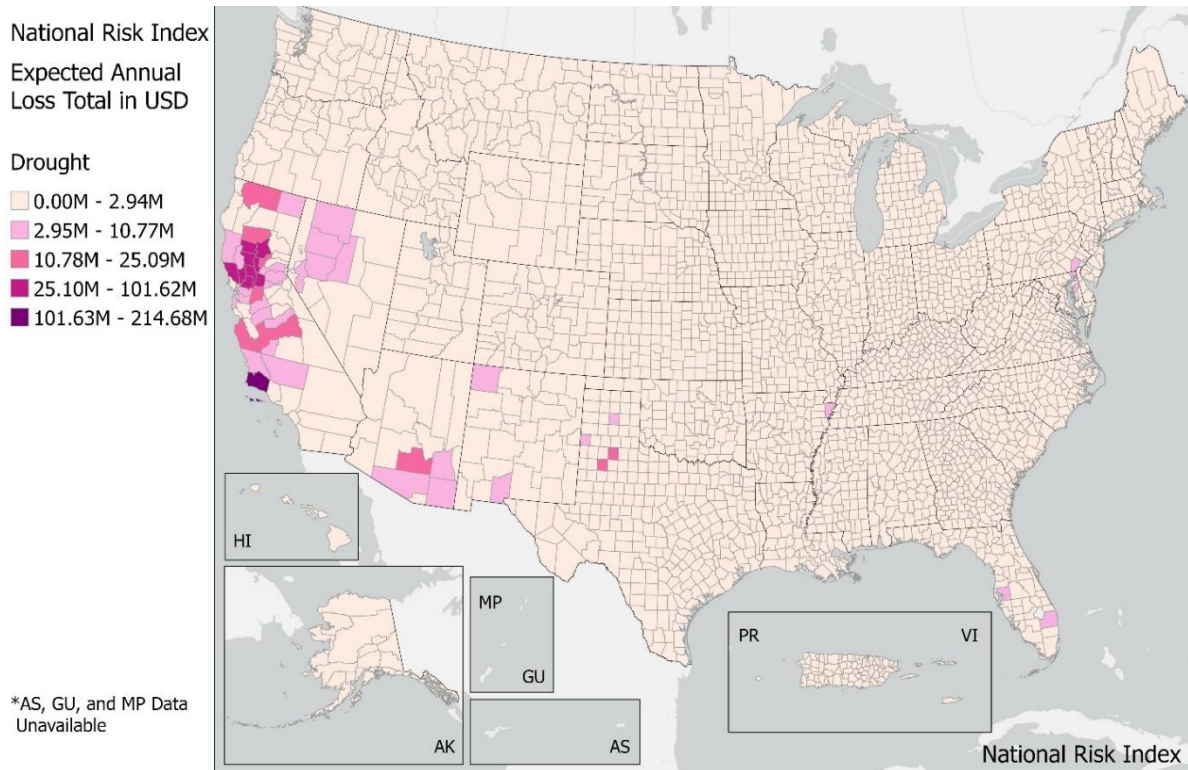 National Risk Index
Expected Annual
Loss Total in USD
Drought
0.00M - 2.94M
2.95M - 10.77M
10.78M - 25.09M
25.10M - 101.62M
101.63M - 214.68M
*AS, GU, and MP Data
Unavailable
HI
AK
MP
GU
AS
PR
VI
National Risk Index